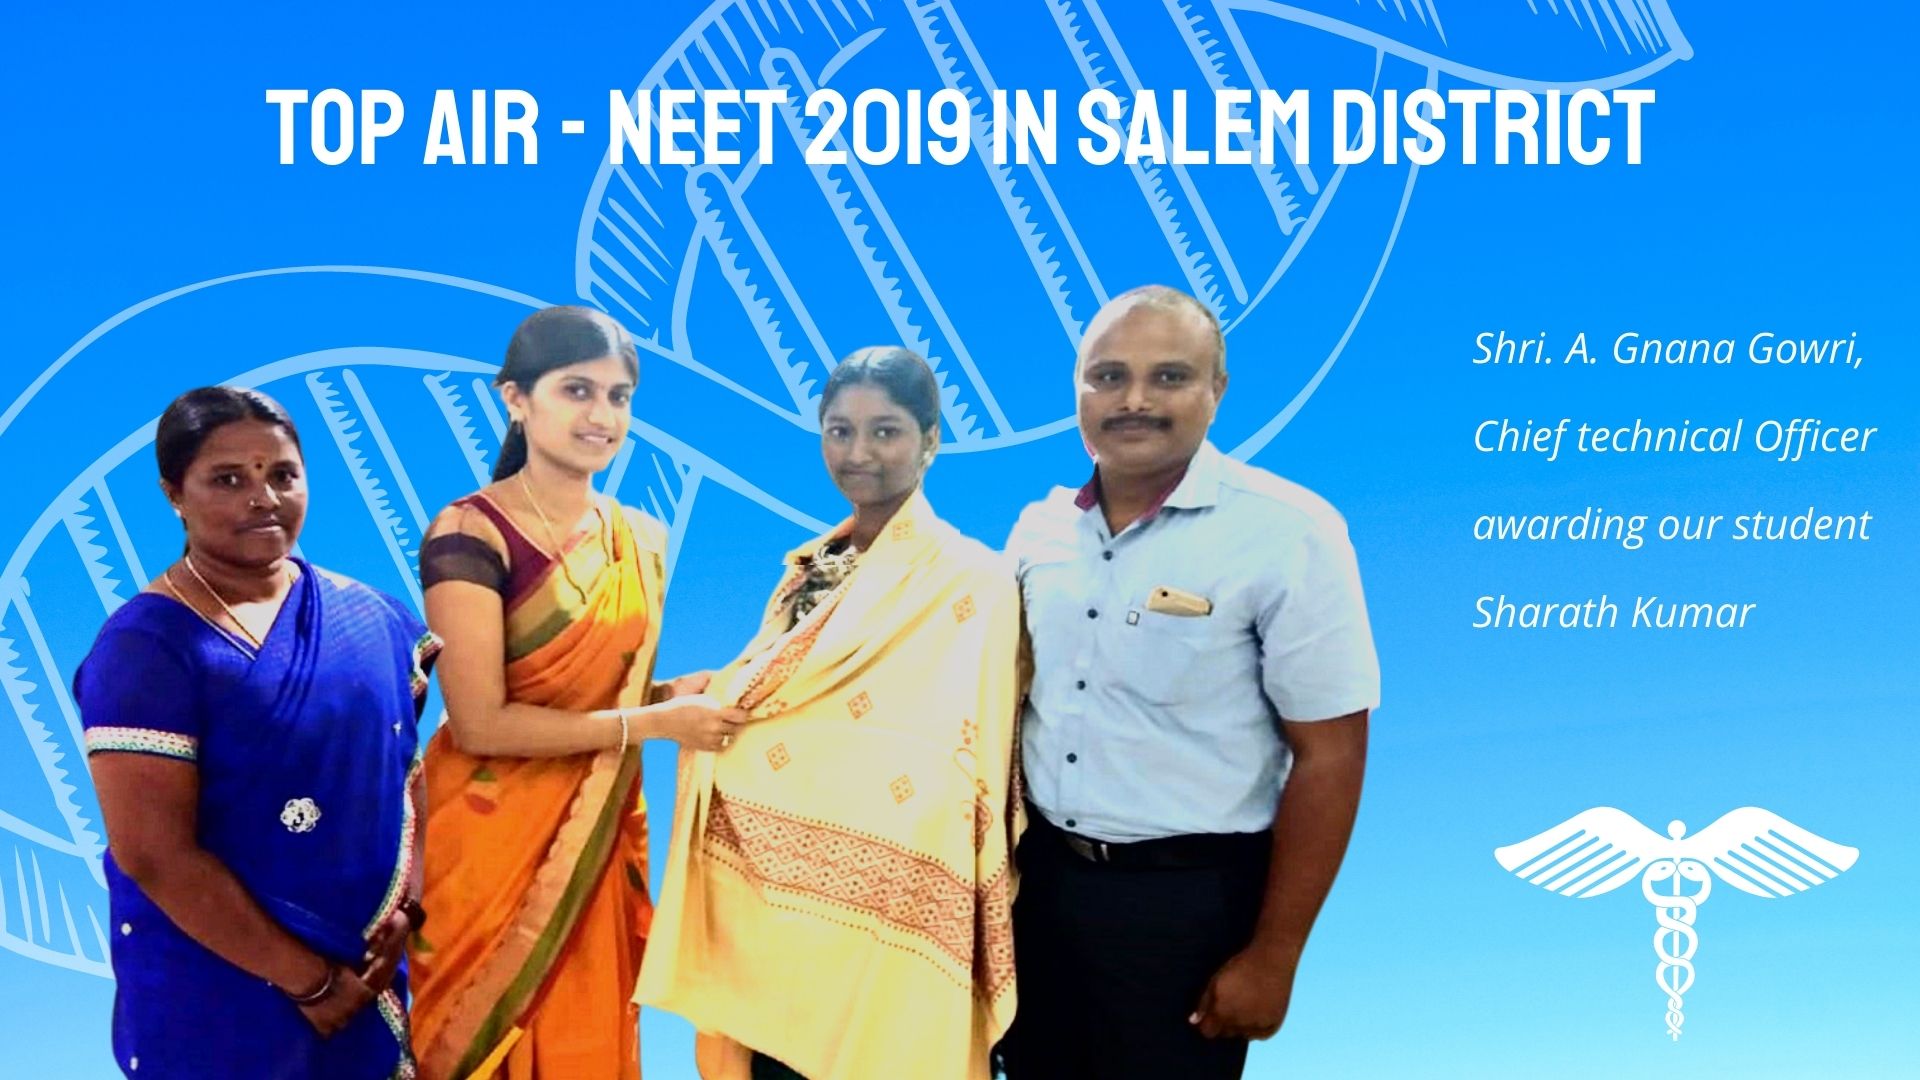 TOP AIR - NEET 2019 IN SALEM DISTRICT
Shri. A. Gnana Gowri,
Chief technical Officer
awarding our student
Sharath Kumar